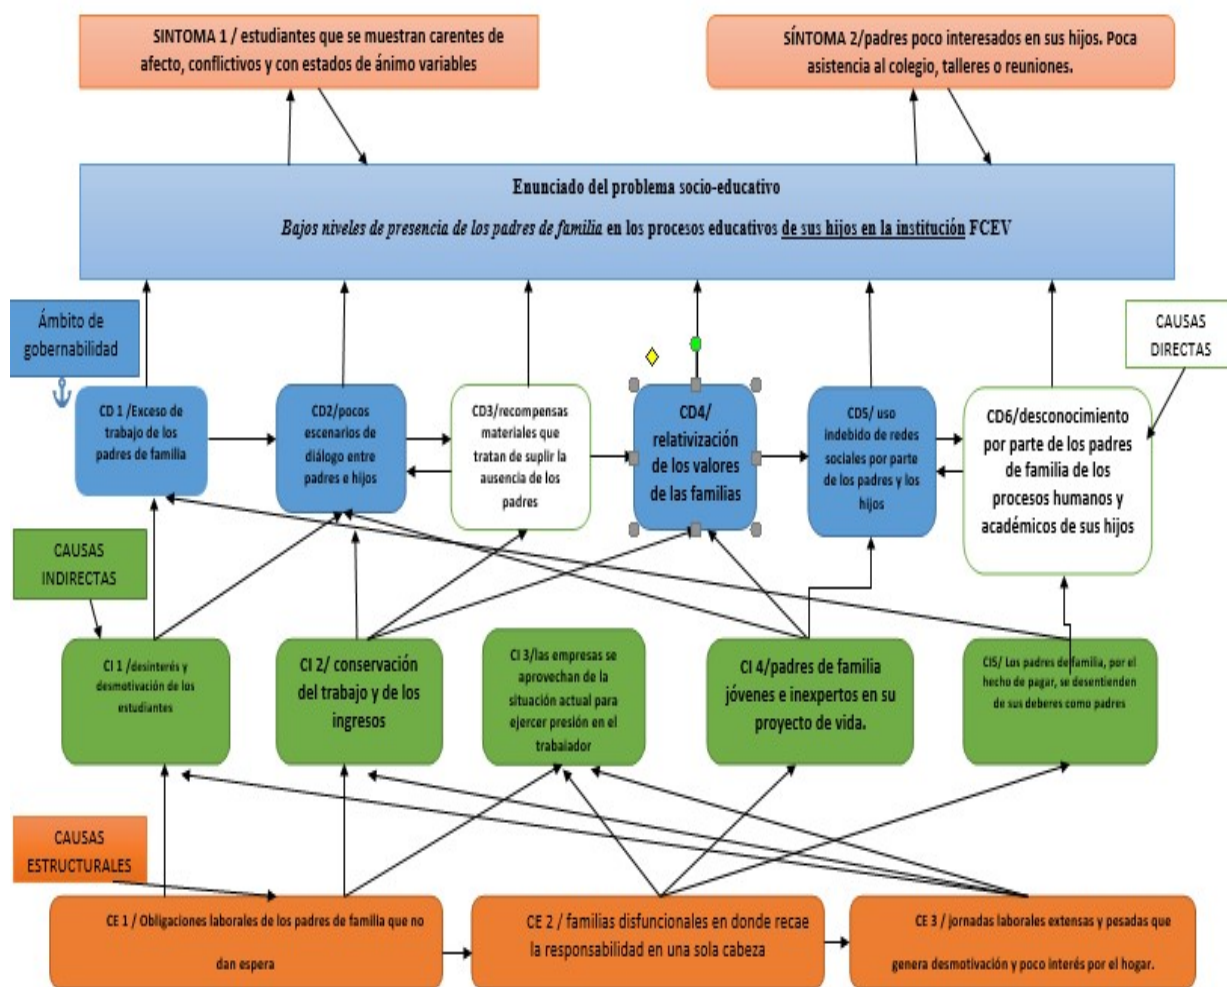 SINTOMA 1 / estudiantes que se muestran carentes de
afecto, conflictivos y con estados de ánimo variables
SÍNTOMA 2/padres poco interesados en sus hijos. Poca
asistencia al colegio, talleres o reuniones.
Enunciado del problema socio-educativo
Bajos niveles de presencia de los padres de familia en los procesos educativos de sus hijos en la institución FCEV
Ámbito de
gobernabilidad
CAUSAS
DIRECTAS
CD 1 /Exceso de
trabajo de los
padres de familia
CD2/pocos
escenarios de
diálogo entre
padres e hijos
CD3/recompensas
materiales que
tratan de suplir la
ausencia de los
padres
CD4/
relativización
de los valores
de las familias
CD5/ uso
indebido de redes
sociales por parte
de los padres y los
hijos
CD6/desconocimiento
por parte de los padres
de familia de los
procesos humanos y
académicos de sus hijos
CAUSAS
INDIRECTAS
CI 1 /desinterés y
desmotivación de los
estudiantes
CI 2/ conservación
del trabajo y de los
ingresos
CI 3/las empresas se
aprovechan de la
situación actual para
ejercer presión en el
trabajador
CI 4/padres de familia
jóvenes e inexpertos en su
proyecto de vida.
CI5/ Los padres de familia, por el
hecho de pagar, se desentienden
de sus deberes como padres
CAUSAS
ESTRUCTURALES
CE 1 / Obligaciones laborales de los padres de familia que no
dan espera
CE 2 / familias disfuncionales en donde recae
la responsabilidad en una sola cabeza
CE 3 / jornadas laborales extensas y pesadas que
genera desmotivación y poco interés por el hogar.